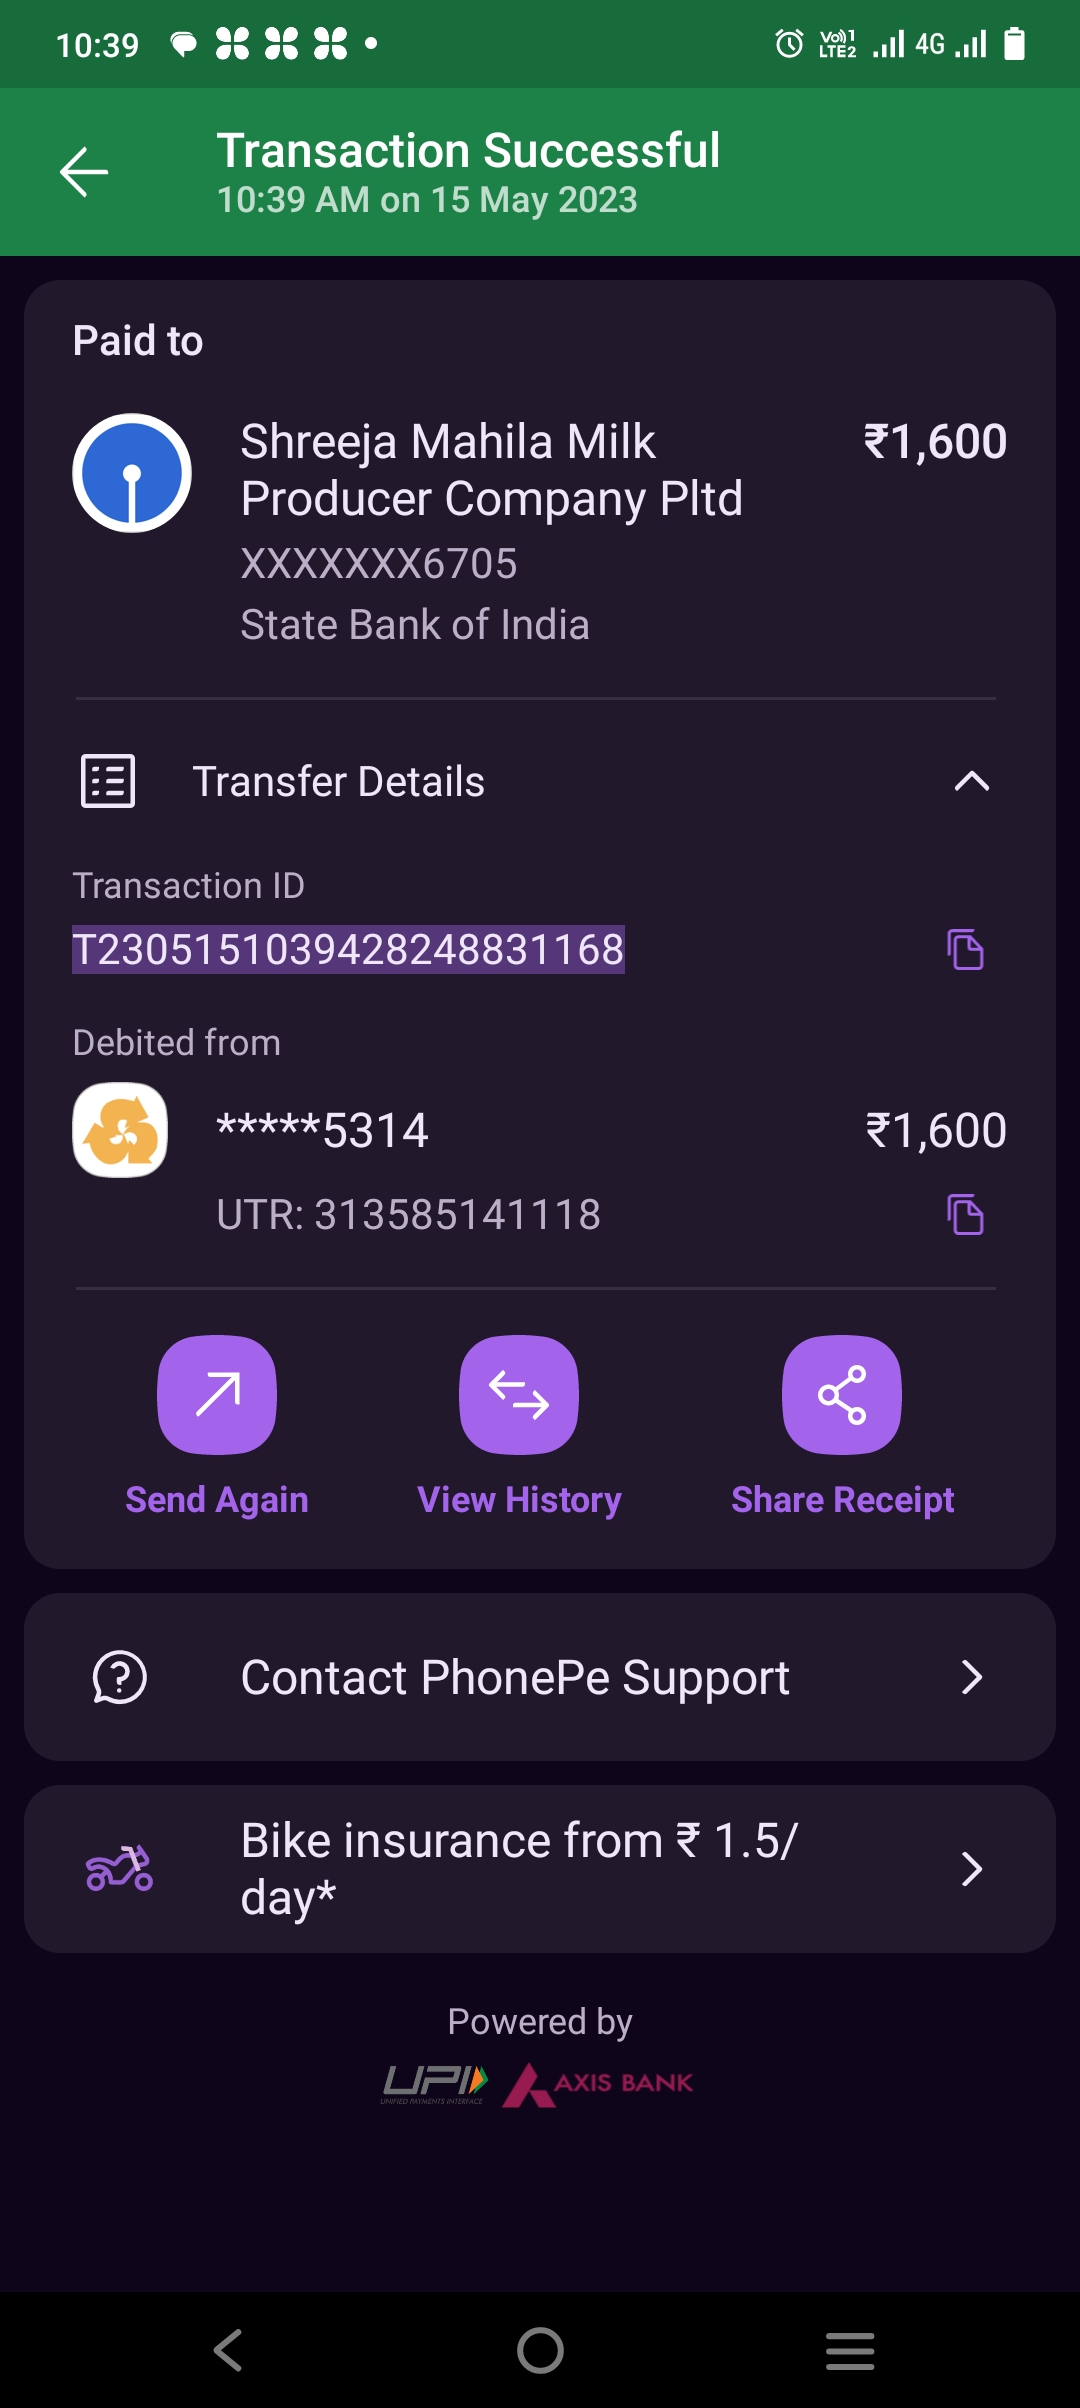 10:39
Vo)) 1
LTE2
4G
Transaction Successful
10:39 AM on 15 May 2023
Paid to
Shreeja Mahila Milk
Producer Company Pltd
₹1,600
XXXXXXX6705
State Bank of India
Transfer Details
Transaction ID
T2305151039428248831168
Debited from
*****5314
₹1,600
UTR: 313585141118
Send Again
View History
Share Receipt
Contact PhonePe Support
Bike insurance from ₹ 1.5/
day*
Powered by
UPI
UNIFIED PAYMENTS INTERFACE
AXIS BANK